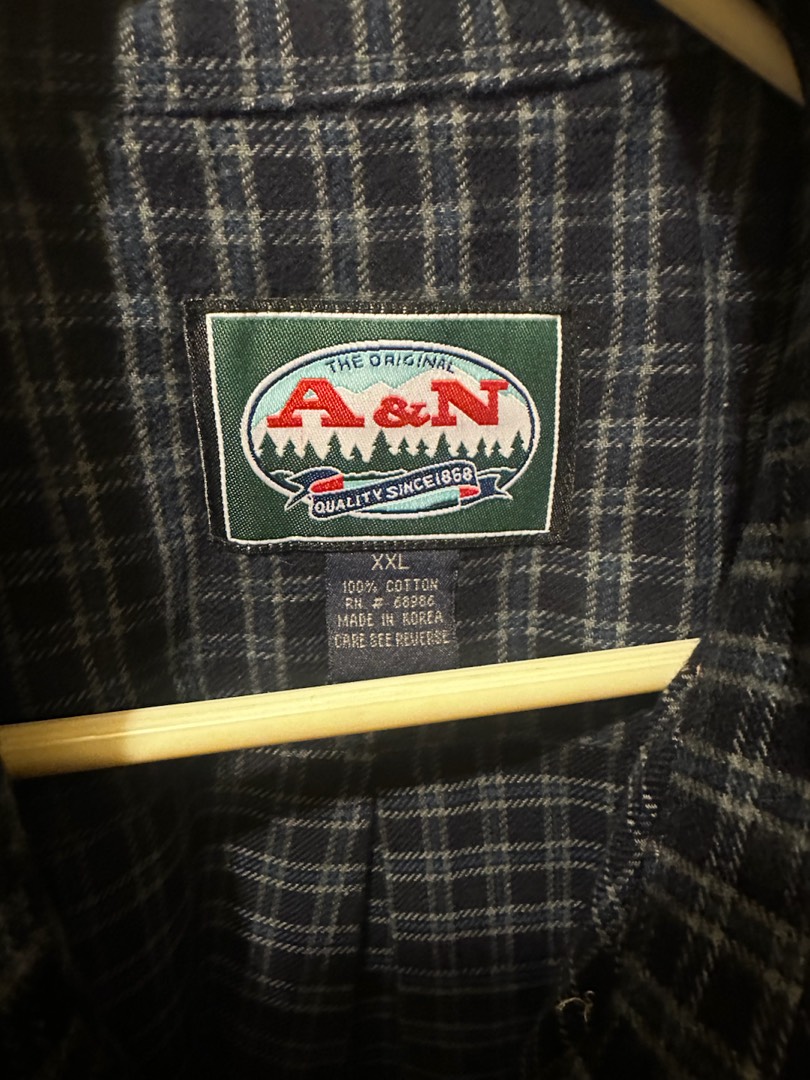 THE ORIGINAL
A&N
QUALITY SINCE 1868
XXL
100% COTTON
RN # 68986
MADE IN KOREA
CARE SEE REVERSE